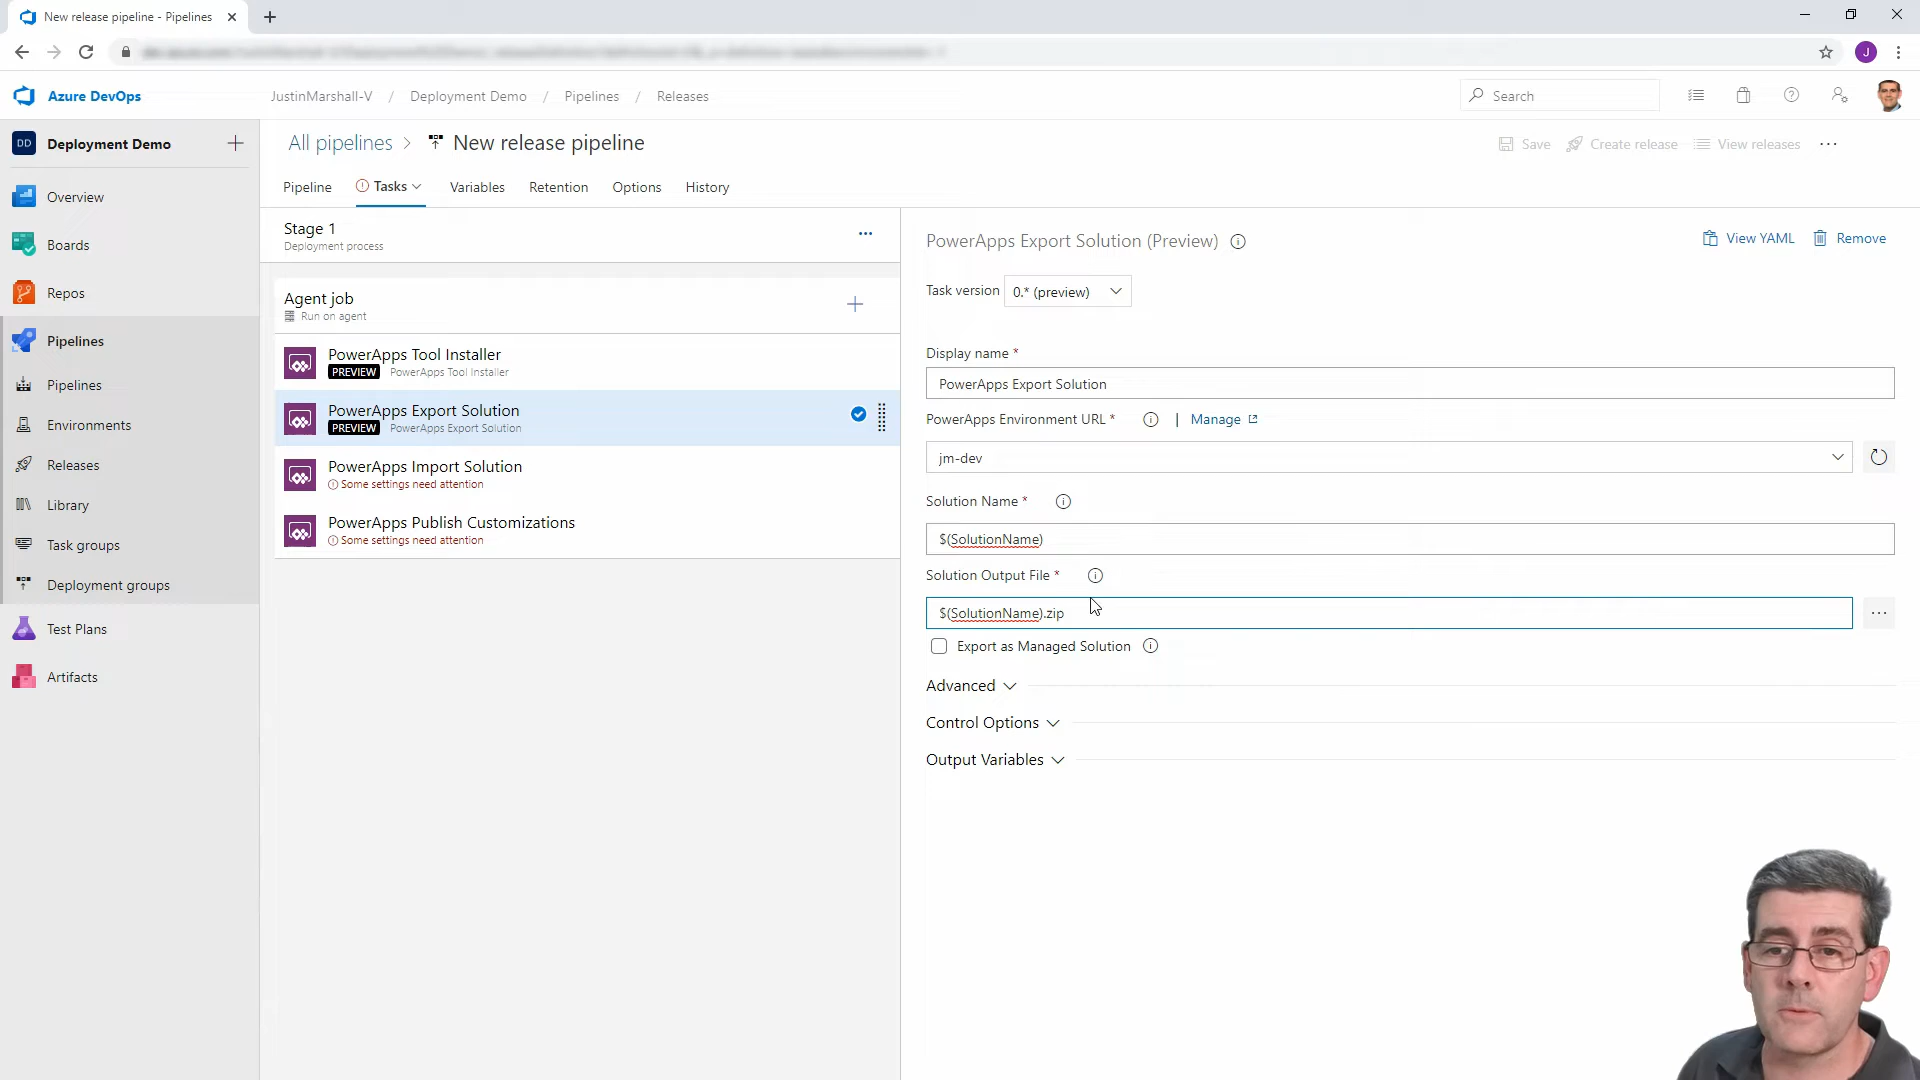 New release pipeline - Pipelines
J
Azure DevOps
JustinMarshall-V / Deployment Demo / Pipelines / Releases
Search
DD Deployment Demo
All pipelines > New release pipeline
Save Create release View releases
Pipeline Tasks Variables Retention Options History
Overview
Boards
Repos
Pipelines
Pipelines
Environments
Releases
Library
Task groups
Deployment groups
Test Plans
Artifacts
Stage 1
Deployment process
Agent job
Run on agent
PowerApps Tool Installer
PREVIEW PowerApps Tool Installer
PowerApps Export Solution
PREVIEW PowerApps Export Solution
PowerApps Import Solution
Some settings need attention
PowerApps Publish Customizations
Some settings need attention
PowerApps Export Solution (Preview)
View YAML Remove
Task version 0.* (preview)
Display name *
PowerApps Export Solution
PowerApps Environment URL * | Manage
jm-dev
Solution Name *
$(SolutionName)
Solution Output File *
$(SolutionName).zip
Export as Managed Solution
Advanced
Control Options
Output Variables